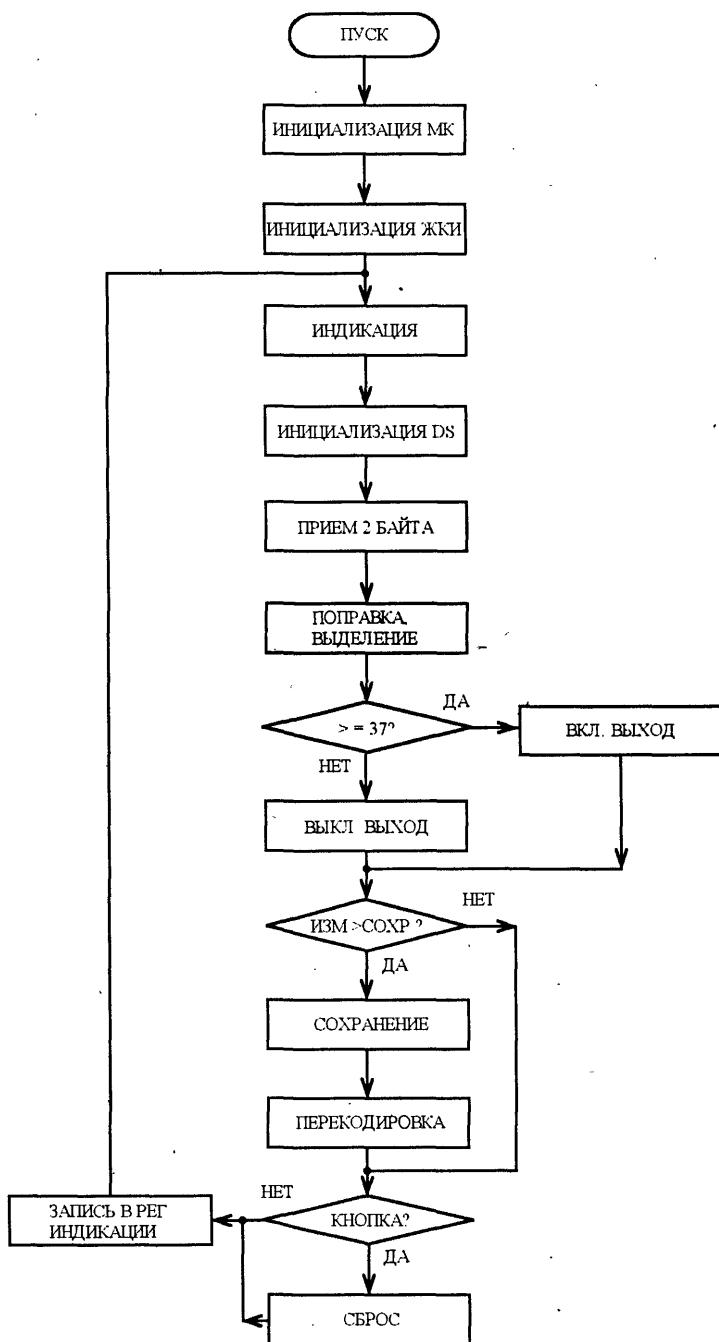 ПУСК
ИНИЦИАЛИЗАЦИЯ МК
ИНИЦИАЛИЗАЦИЯ ЖКИ
ИНДИКАЦИЯ
ИНИЦИАЛИЗАЦИЯ DS
ПРИЕМ 2 БАЙТА
ПОПРАВКА,
ВЫДЕЛЕНИЕ
ДА
> = 37?
ВКЛ. ВЫХОД
НЕТ
ВЫКЛ ВЫХОД
НЕТ
ИЗМ >СОХР ?
ДА
СОХРАНЕНИЕ
ПЕРЕКОДИРОВКА
НЕТ
ЗАПИСЬ В РЕГ
ИНДИКАЦИИ
КНОПКА?
ДА
СБРОС